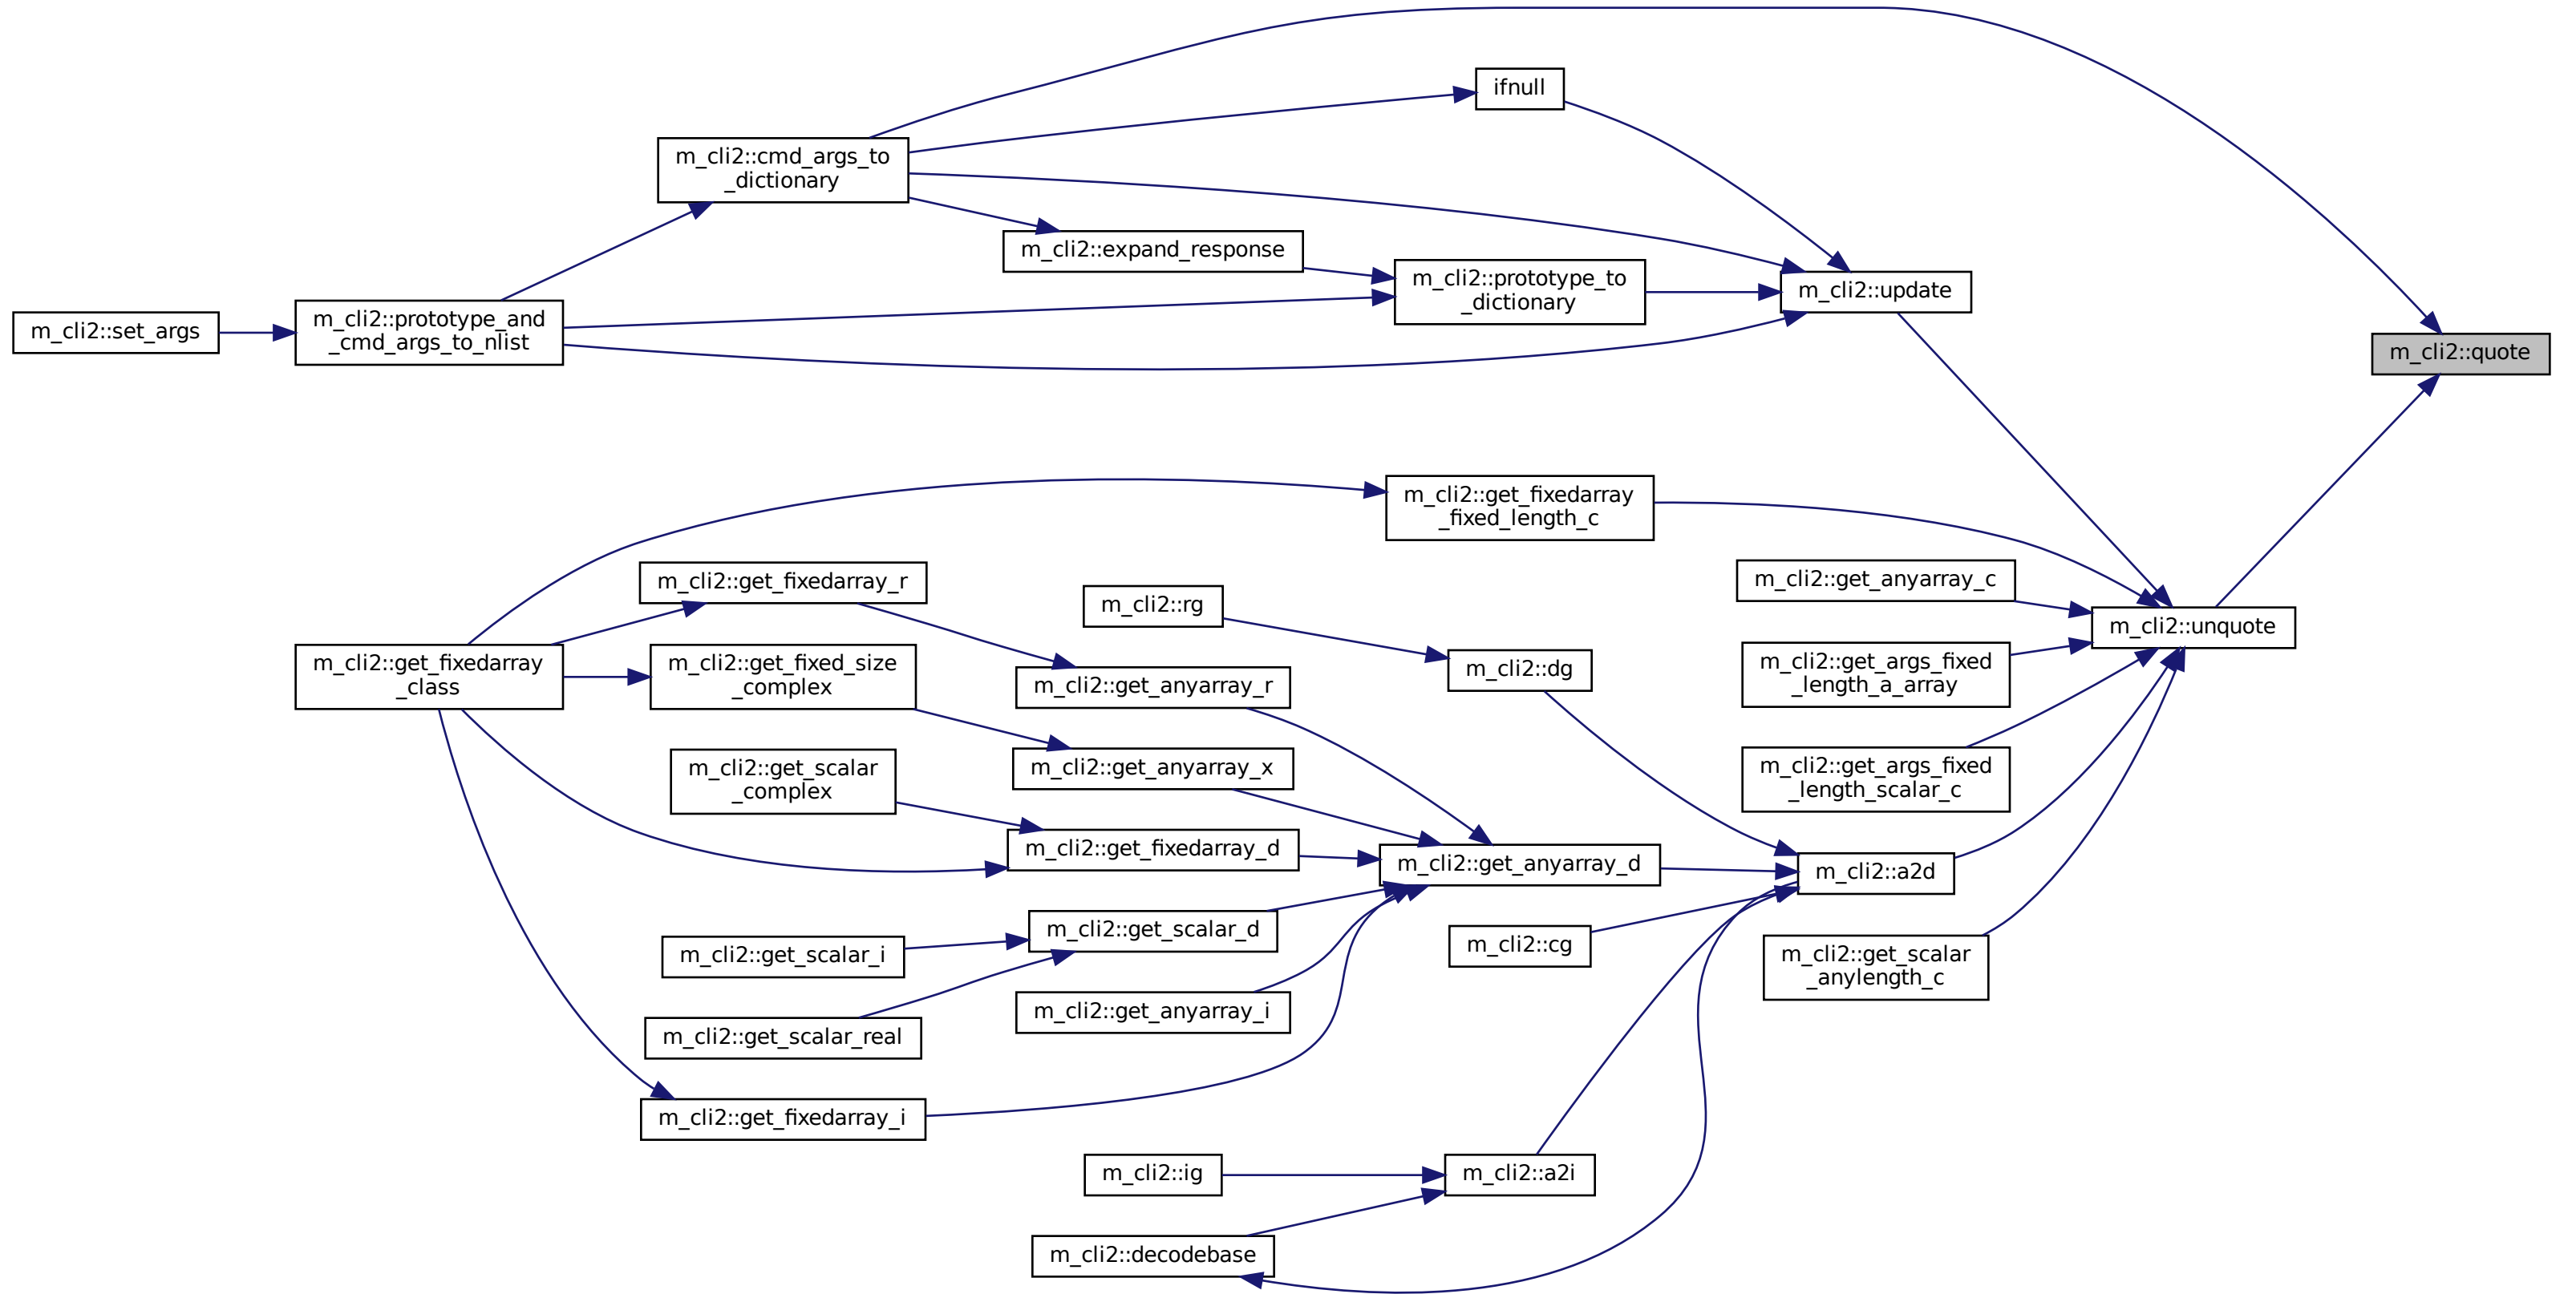 ifnull
m_cli2::cmd_args_to
_dictionary
m_cli2::expand_response
m_cli2::prototype_to
_dictionary
m_cli2::update
m_cli2::set_args
m_cli2::prototype_and
_cmd_args_to_nlist
m_cli2::quote
m_cli2::get_fixedarray
_fixed_length_c
m_cli2::get_fixedarray_r
m_cli2::rg
m_cli2::get_anyarray_c
m_cli2::unquote
m_cli2::get_fixedarray
_class
m_cli2::get_fixed_size
_complex
m_cli2::get_anyarray_r
m_cli2::dg
m_cli2::get_args_fixed
_length_a_array
m_cli2::get_scalar
_complex
m_cli2::get_anyarray_x
m_cli2::get_args_fixed
_length_scalar_c
m_cli2::get_fixedarray_d
m_cli2::get_anyarray_d
m_cli2::a2d
m_cli2::get_scalar_d
m_cli2::cg
m_cli2::get_scalar_i
m_cli2::get_scalar
_anylength_c
m_cli2::get_anyarray_i
m_cli2::get_scalar_real
m_cli2::get_fixedarray_i
m_cli2::ig
m_cli2::a2i
m_cli2::decodebase